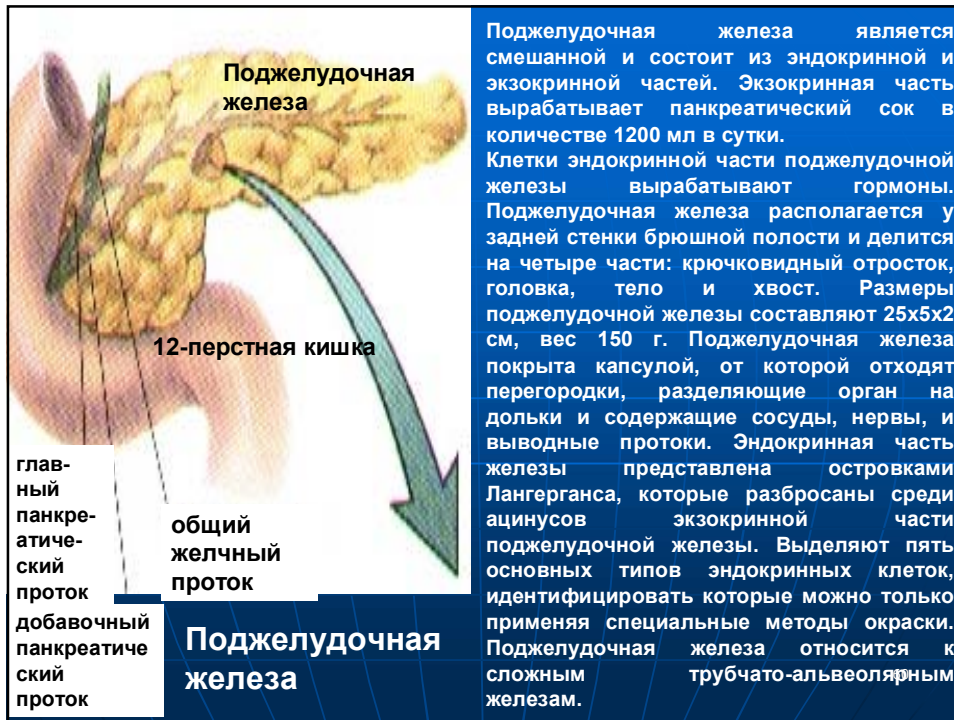 Поджелудочная
железа
12-перстная кишка
глав-
ный
панкре-
атиче-
ский
проток
общий
желчный
проток
добавочный
панкреатиче
ский
проток
Поджелудочная
железа
Поджелудочная железа является
смешанной и состоит из эндокринной и
экзокринной частей. Экзокринная часть
вырабатывает панкреатический сок в
количестве 1200 мл в сутки.
Клетки эндокринной части поджелудочной
железы вырабатывают гормоны.
Поджелудочная железа располагается у
задней стенки брюшной полости и делится
на четыре части: крючковидный отросток,
головка, тело и хвост. Размеры
поджелудочной железы составляют 25х5х2
см, вес 150 г. Поджелудочная железа
покрыта капсулой, от которой отходят
перегородки, разделяющие орган на
дольки и содержащие сосуды, нервы, и
выводные протоки. Эндокринная часть
железы представлена островками
Лангерганса, которые разбросаны среди
ацинусов экзокринной части
поджелудочной железы. Выделяют пять
основных типов эндокринных клеток,
идентифицировать которые можно только
применяя специальные методы окраски.
Поджелудочная железа относится к
сложным трубчато-альвеолярным
железам.